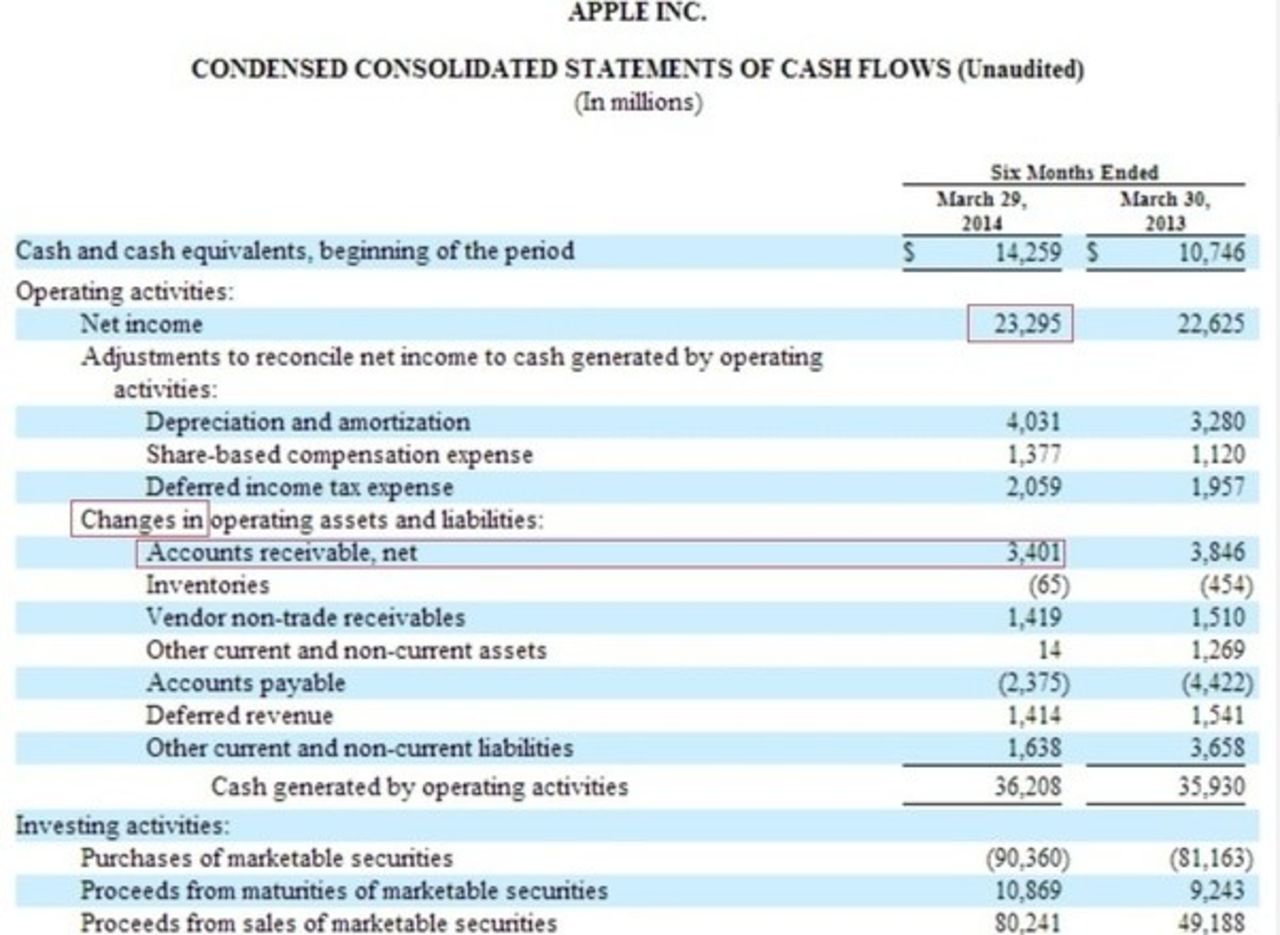 APPLE INC.
CONDENSED CONSOLIDATED STATEMENTS OF CASH FLOWS (Unaudited)
(In millions)
Six Months Ended
March 29, March 30,
2014 2013
Cash and cash equivalents, beginning of the period $ 14,259 $ 10,746
Operating activities:
Net income 23,295 22,625
Adjustments to reconcile net income to cash generated by operating
activities:
Depreciation and amortization 4,031 3,280
Share-based compensation expense 1,377 1,120
Deferred income tax expense 2,059 1,957
Changes in operating assets and liabilities:
Accounts receivable, net 3,401 3,846
Inventories (65) (454)
Vendor non-trade receivables 1,419 1,510
Other current and non-current assets 14 1,269
Accounts payable (2,375) (4,422)
Deferred revenue 1,414 1,541
Other current and non-current liabilities 1,638 3,658
Cash generated by operating activities 36,208 35,930
Investing activities:
Purchases of marketable securities (90,360) (81,163)
Proceeds from maturities of marketable securities 10,869 9,243
Proceeds from sales of marketable securities 80,241 49,188